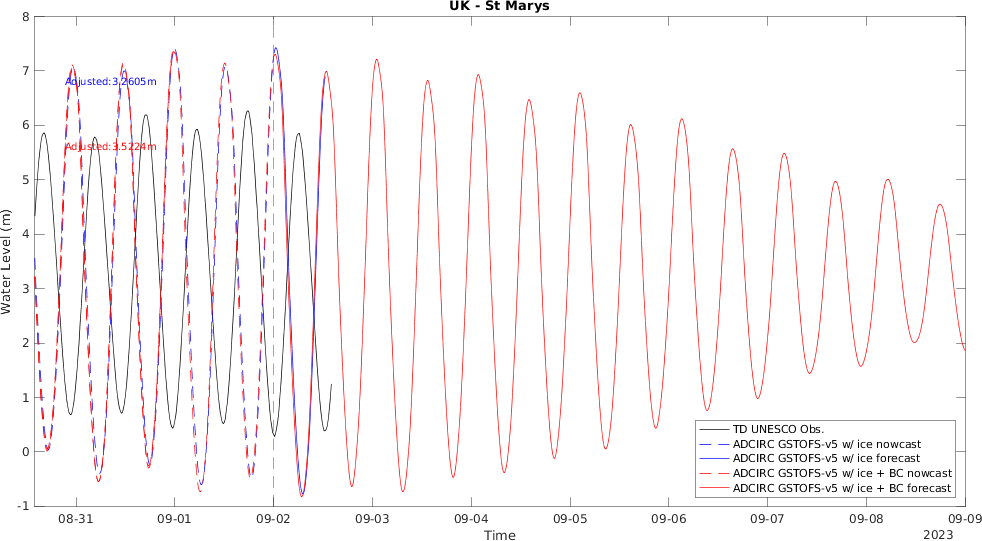 UK - St Marys
8
7
6
5
4
3
2
1
0
-1
Water Level (m)
Adjusted:3.2605m
Adjusted:3.5224m
TD UNESCO Obs.
ADCIRC GSTOFS-v5 w/ ice nowcast
ADCIRC GSTOFS-v5 w/ ice forecast
ADCIRC GSTOFS-v5 w/ ice + BC nowcast
ADCIRC GSTOFS-v5 w/ ice + BC forecast
08-31 09-01 09-02 09-03 09-04 09-05 09-06 09-07 09-08 09-09
Time
2023